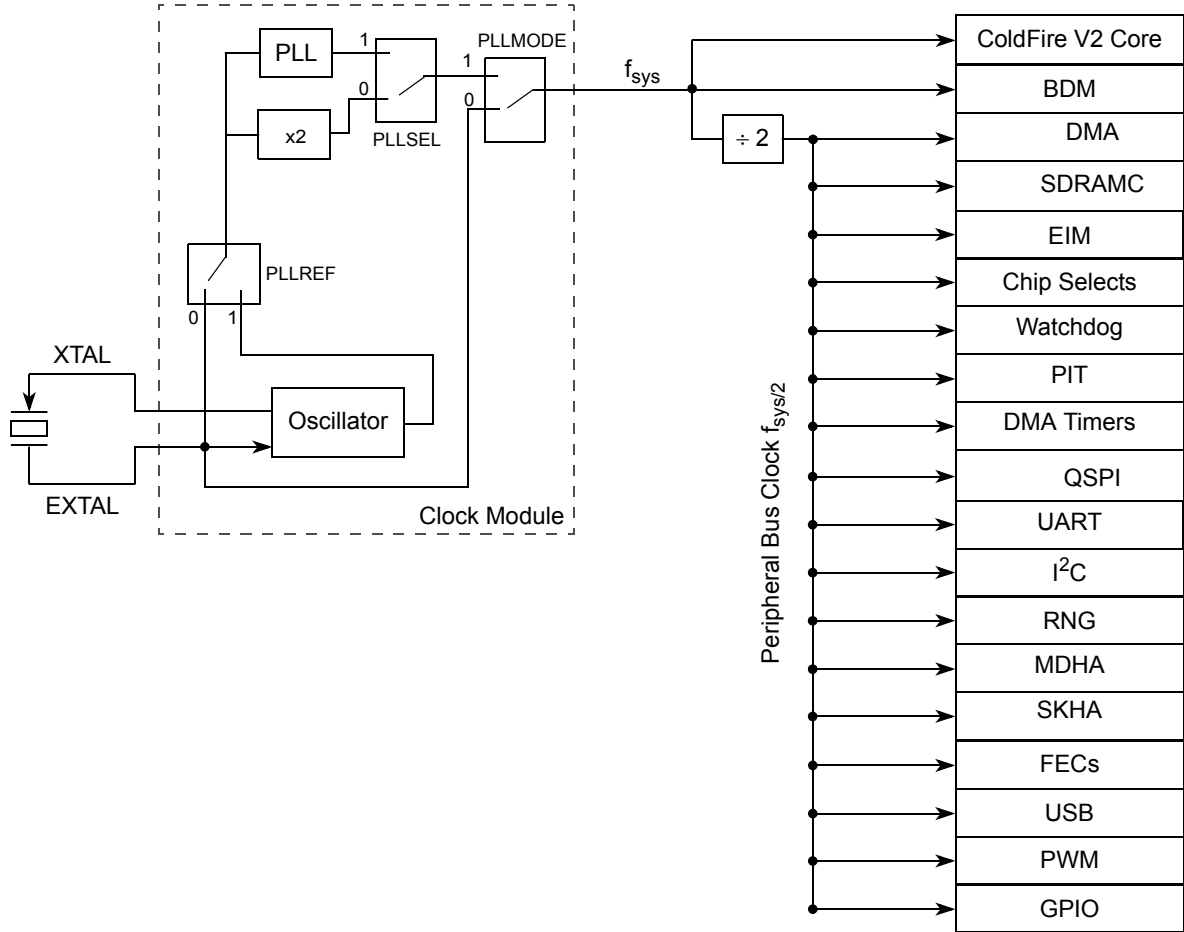 PLL
1
0
PLLSEL
x2
PLLMODE
1
0
PLLREF
0 1
XTAL
EXTAL
Oscillator
Clock Module
fsys
÷ 2
Peripheral Bus Clock fsys/2
ColdFire V2 Core
BDM
DMA
SDRAMC
EIM
Chip Selects
Watchdog
PIT
DMA Timers
QSPI
UART
I2C
RNG
MDHA
SKHA
FECs
USB
PWM
GPIO